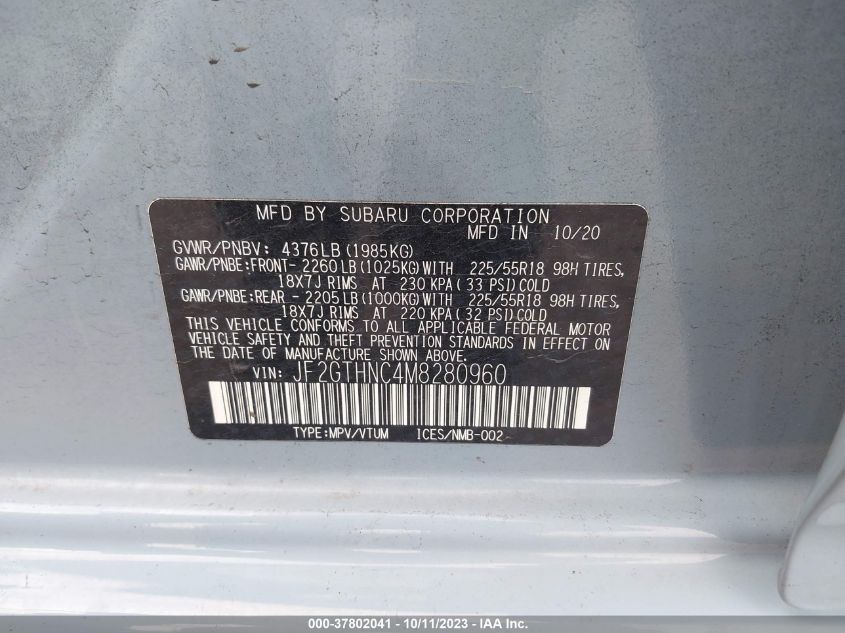 MFD BY SUBARU CORPORATION
MFD IN 10/20
GVWR/PNBV: 4376LB (1985KG)
GAWR/PNBE:FRONT- 2260LB (1025KG) WITH 225/55R18 98H TIRES,
18X7J RIMS AT 230 KPA ( 33 PSI) COLD
GAWR/PNBE:REAR - 2205LB (1000KG) WITH 225/55R18 98H TIRES,
18X7J RIMS AT 220 KPA ( 32 PSI) COLD
THIS VEHICLE CONFORMS TO ALL APPLICABLE FEDERAL MOTOR
VEHICLE SAFETY AND THEFT PREVENTION STANDARDS IN EFFECT ON
THE DATE OF MANUFACTURE SHOWN ABOVE.
VIN: JF2GTHNC4M8280960
TYPE:MPV/VTUM ICES/NMB-002
000-37802041 - 10/11/2023 - IAA Inc.